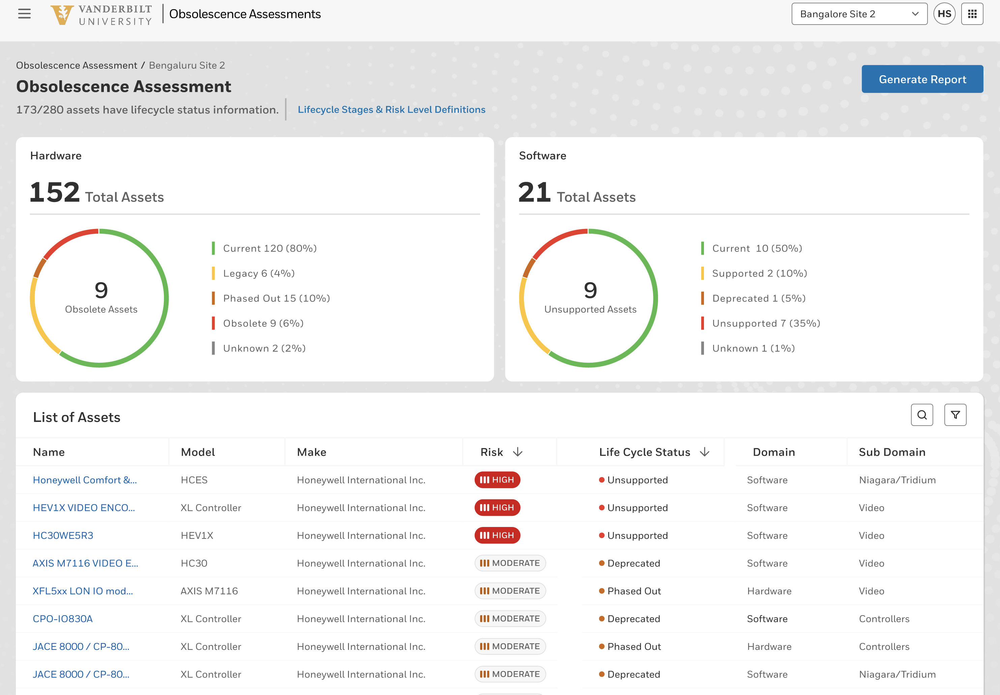 VANDERBILT
UNIVERSITY
Obsolescence Assessments
Bangalore Site 2
HS
Obsolescence Assessment / Bengaluru Site 2
Obsolescence Assessment
Generate Report
173/280 assets have lifecycle status information.
Lifecycle Stages & Risk Level Definitions
Hardware
152 Total Assets
9
Obsolete Assets
Current 120 (80%)
Legacy 6 (4%)
Phased Out 15 (10%)
Obsolete 9 (6%)
Unknown 2 (2%)
Software
21 Total Assets
9
Unsupported Assets
Current 10 (50%)
Supported 2 (10%)
Deprecated 1 (5%)
Unsupported 7 (35%)
Unknown 1 (1%)
List of Assets
Name Model Make Risk Life Cycle Status Domain Sub Domain
Honeywell Comfort &... HCES Honeywell International Inc. HIGH Unsupported Software Niagara/Tridium
HEV1X VIDEO ENCO... XL Controller Honeywell International Inc. HIGH Unsupported Software Video
HC30WE5R3 HEV1X Honeywell International Inc. HIGH Unsupported Software Video
AXIS M7116 VIDEO E... HC30 Honeywell International Inc. MODERATE Deprecated Software Video
XFL5xx LON IO mod... AXIS M7116 Honeywell International Inc. MODERATE Phased Out Hardware Video
CPO-IO830A XL Controller Honeywell International Inc. MODERATE Deprecated Software Controllers
JACE 8000 / CP-80... XL Controller Honeywell International Inc. MODERATE Phased Out Hardware Controllers
JACE 8000 / CP-80... XL Controller Honeywell International Inc. MODERATE Deprecated Software Niagara/Tridium